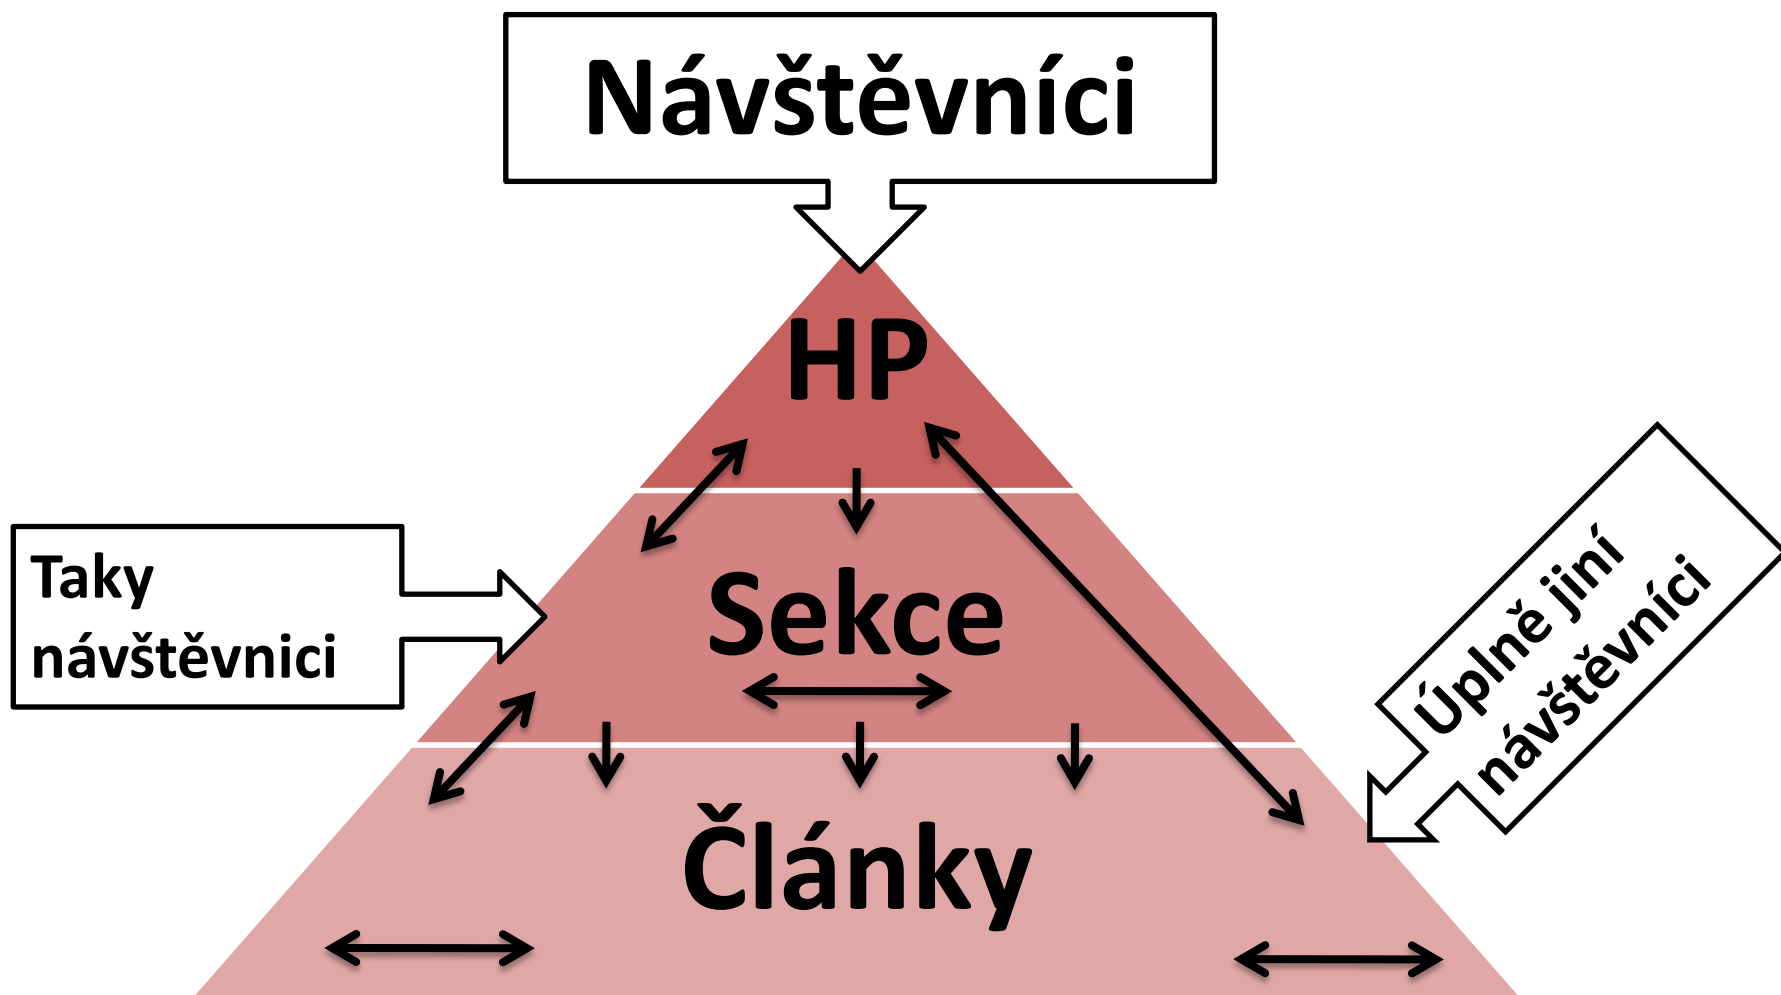 Návštěvníci
HP
Taky
návštěvnici
Sekce
Úplně jiní
návštěvníci
Články